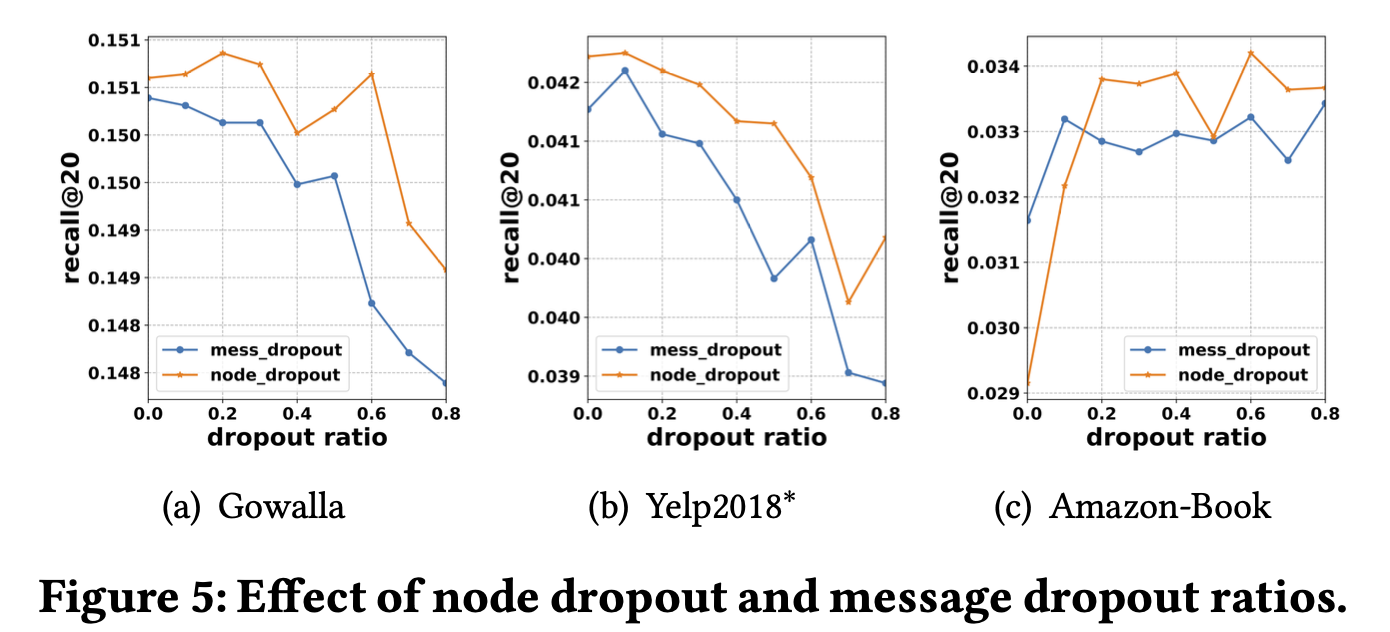 0.151
0.151
0.150
0.150
0.149
0.149
0.148
0.148
recall@20
mess_dropout
node_dropout
0.0 0.2 0.4 0.6 0.8
dropout ratio
(a) Gowalla
0.042
0.041
0.041
0.040
0.040
0.039
recall@20
mess_dropout
node_dropout
0.0 0.2 0.4 0.6 0.8
dropout ratio
(b) Yelp2018*
0.034
0.033
0.032
0.031
0.030
0.029
recall@20
mess_dropout
node_dropout
0.0 0.2 0.4 0.6 0.8
dropout ratio
(c) Amazon-Book
Figure 5: Effect of node dropout and message dropout ratios.